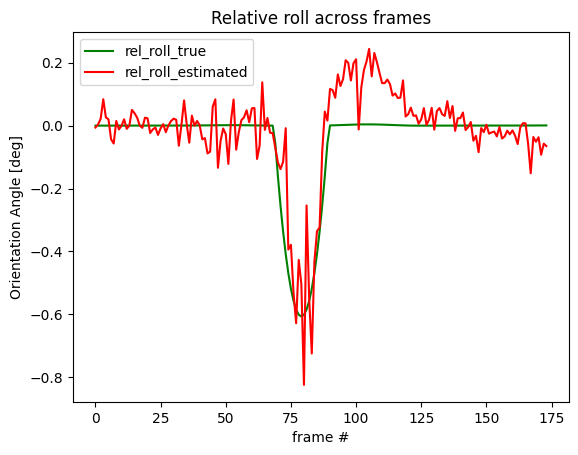 Relative roll across frames
rel_roll_true
rel_roll_estimated
Orientation Angle [deg]
0.2
0.0
−0.2
−0.4
−0.6
−0.8
0 25 50 75 100 125 150 175
frame #